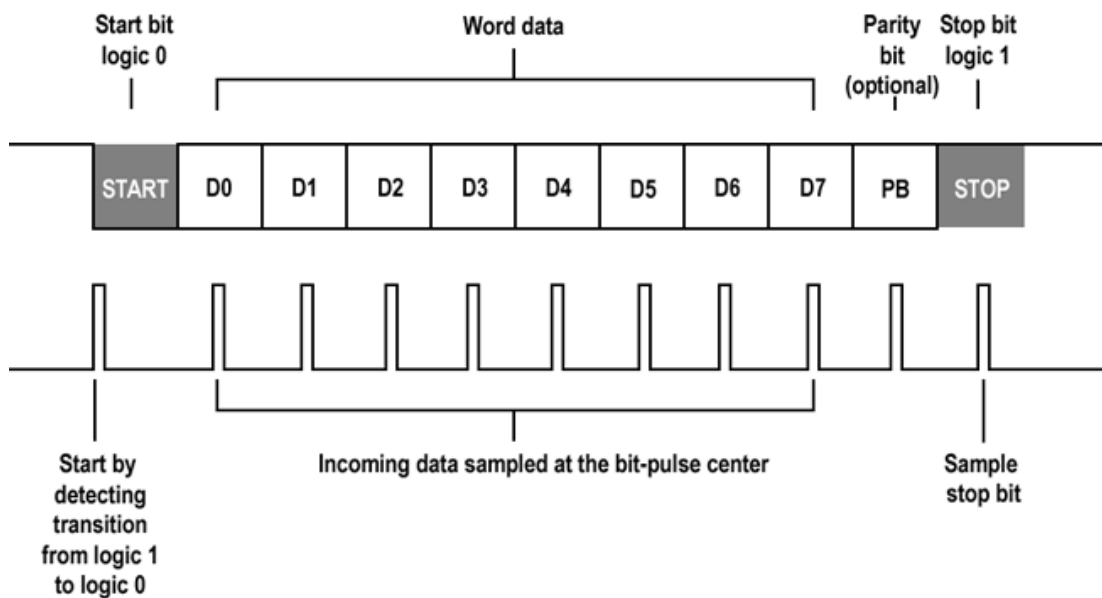 Start bit
logic 0
Word data
Parity
bit
(optional)
Stop bit
logic 1
START D0 D1 D2 D3 D4 D5 D6 D7 PB STOP
Start by
detecting
transition
from logic 1
to logic 0
Incoming data sampled at the bit-pulse center
Sample
stop bit